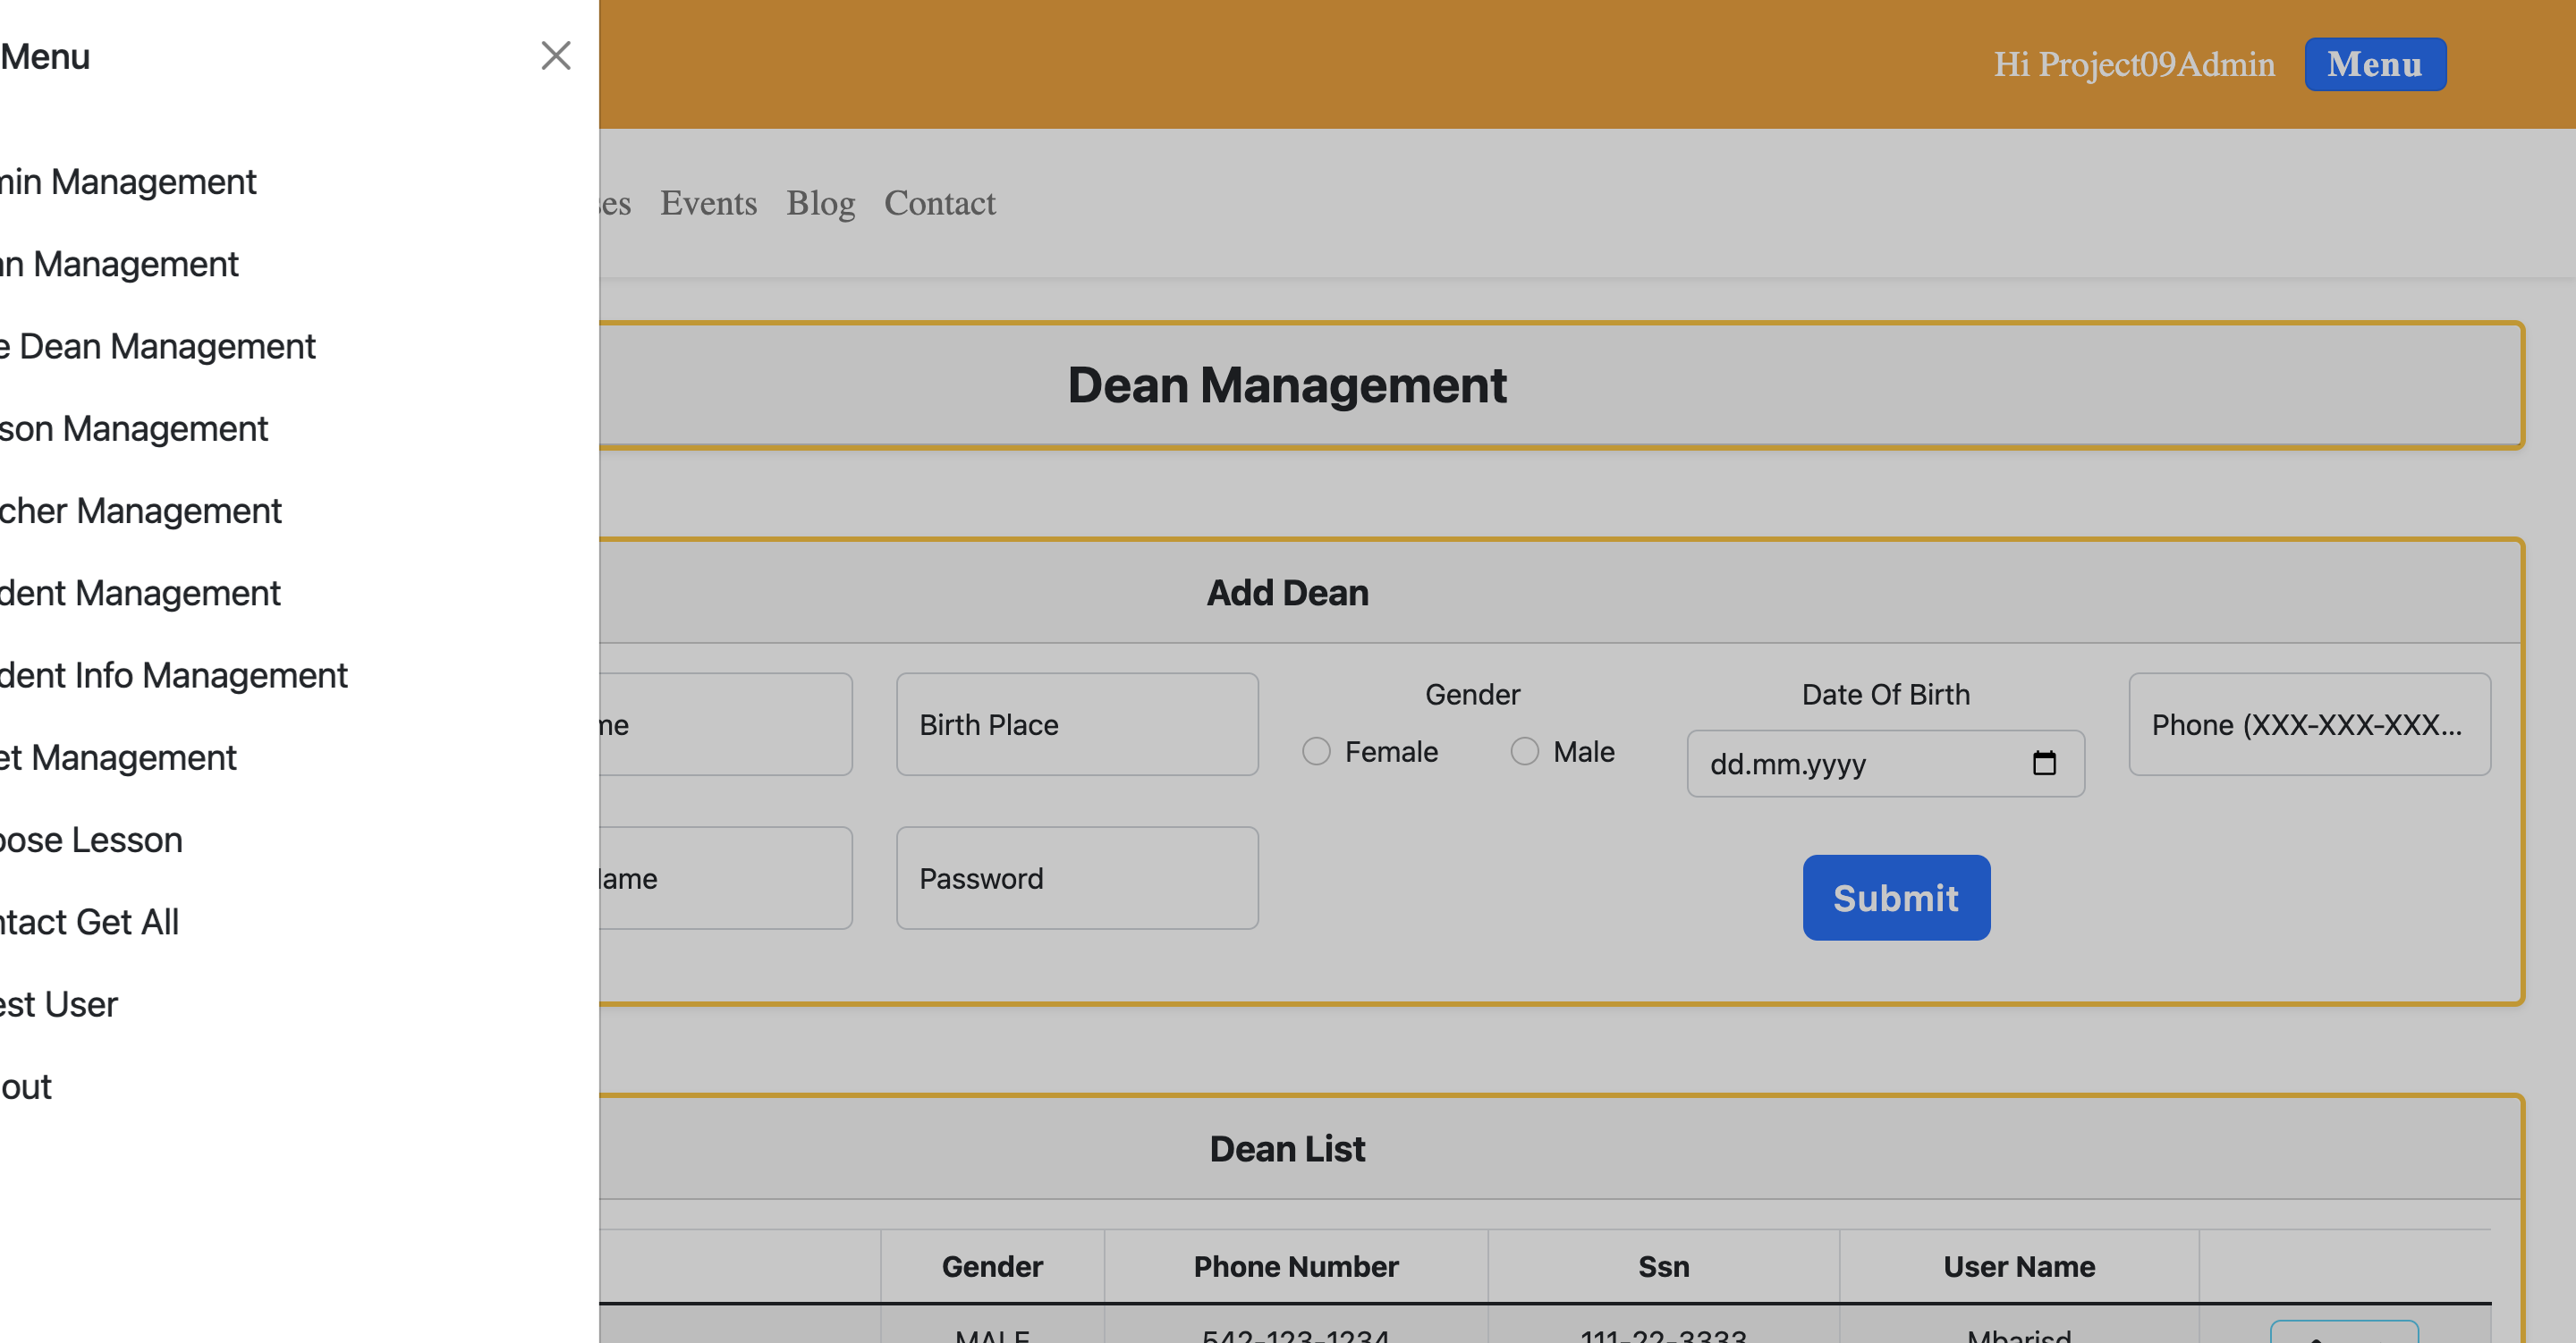 Menu
min Management
n Management
e Dean Management
son Management
cher Management
dent Management
dent Info Management
et Management
ose Lesson
ntact Get All
est User
out
Hi Project09Admin Menu
ses Events Blog Contact
Dean Management
Add Dean
me Birth Place Gender Female Male Date Of Birth dd.mm.yyyy Phone (XXX-XXX-XXX...
ame Password Submit
Dean List
Gender Phone Number Ssn User Name
MALE 542-123-1234 111-22-3333 Mbarisd